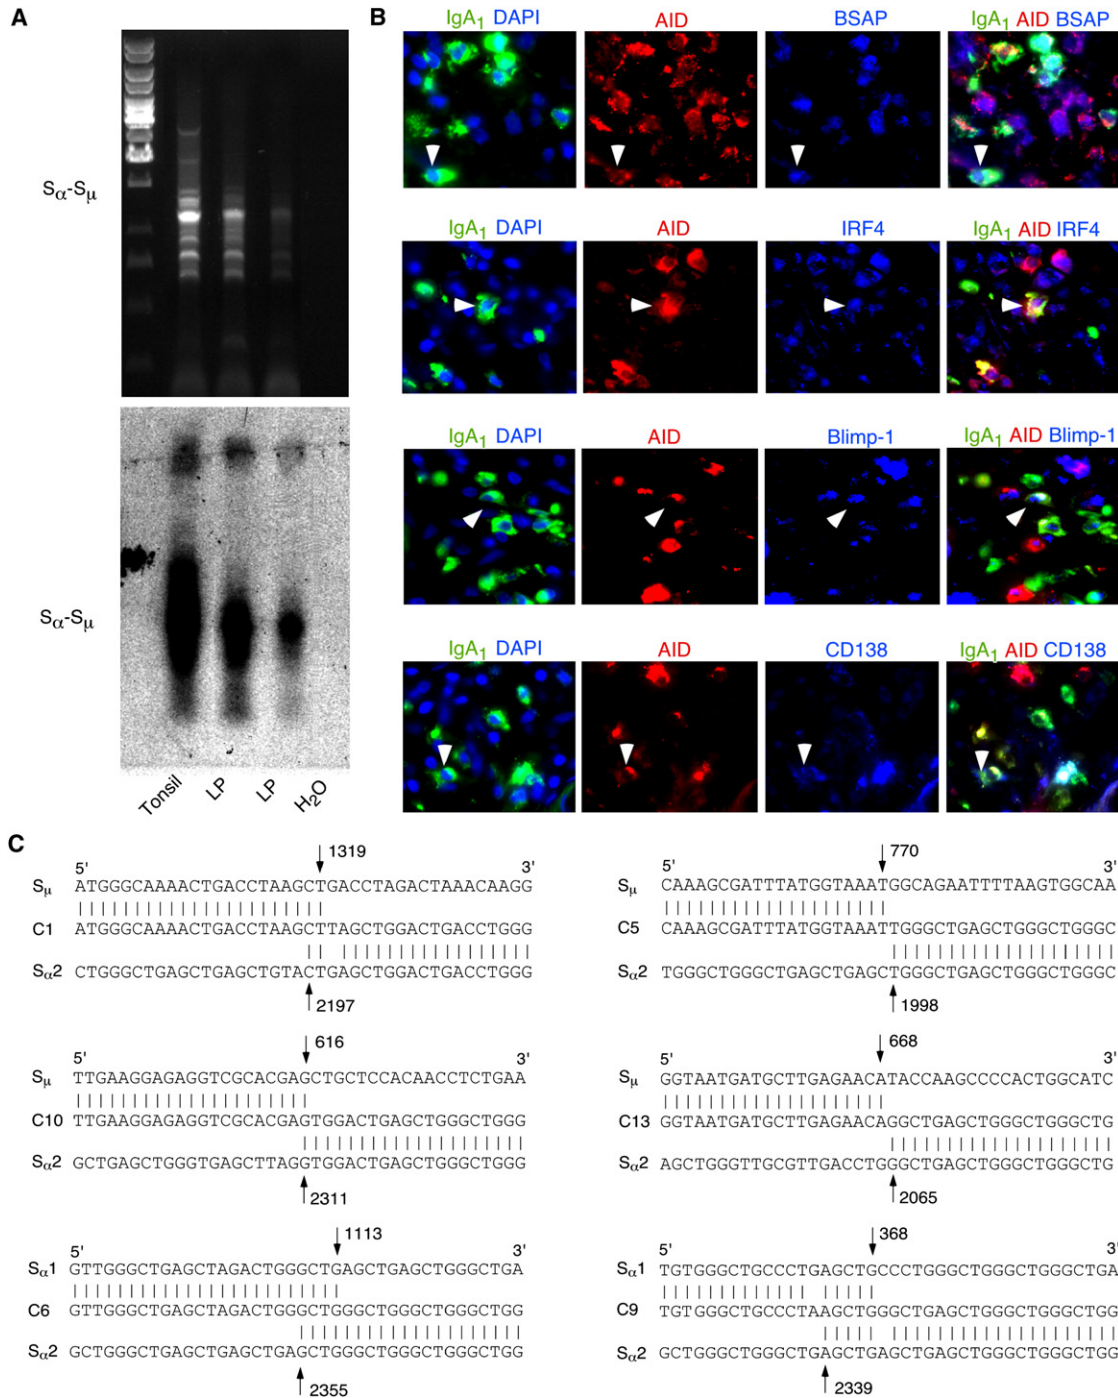 A
Sα-Sμ
Sα-Sμ
Tonsil LP LP H2O
B
IgA1 DAPI AID BSAP IgA1 AID BSAP
IgA1 DAPI AID IRF4 IgA1 AID IRF4
IgA1 DAPI AID Blimp-1 IgA1 AID Blimp-1
IgA1 DAPI AID CD138 IgA1 AID CD138
C
1319
5' 3'
Sμ ATGGGCAAAACTGACCTAAGCTGACCTAGACTAAACAAGG
C1 ATGGGCAAAACTGACCTAAGCTTAGCTGGACTGACCTGGG
Sα2 CTGGGCTGAGCTGAGCTGTACTGAGCTGGACTGACCTGGG
2197
770
5' 3'
Sμ CAAAGCGATTTATGGTAAATGGCAGAATTTTAAGTGGCAA
C5 CAAAGCGATTTATGGTAAATTGGGCTGAGCTGGGCTGGGC
Sα2 TGGGCTGGGCTGAGCTGAGCTGGGCTGAGCTGGGCTGGGC
1998
616
5' 3'
Sμ TTGAAGGAGAGGTCGCACGAGCTGCTCCACAACCTCTGAA
C10 TTGAAGGAGAGGTCGCACGAGTGGACTGAGCTGGGCTGGG
Sα2 GCTGAGCTGGGTGAGCTTAGGTGGACTGAGCTGGGCTGGG
2311
668
5' 3'
Sμ GGTAATGATGCTTGAGAACATACCAAGCCCCACTGGCATC
C13 GGTAATGATGCTTGAGAACAGGCTGAGCTGGGCTGGGCTG
Sα2 AGCTGGGTTGCGTTGACCTGGGCTGAGCTGGGCTGGGCTG
2065
1113
5' 3'
Sα1 GTTGGGCTGAGCTAGACTGGGCTGAGCTGAGCTGGGCTGA
C6 GTTGGGCTGAGCTAGACTGGGCTGGGCTGGGCTGGGCTGG
Sα2 GCTGGGCTGAGCTGAGCTGAGCTGGGCTGGGCTGGGCTGG
2355
368
5' 3'
Sα1 TGTGGGCTGCCCTGAGCTGCCCTGGGCTGGGCTGGGCTGA
C9 TGTGGGCTGCCCTAAGCTGGGCTGAGCTGGGCTGGGCTGG
Sα2 GCTGGGCTGGGCTGAGCTGAGCTGAGCTGGGCTGGGCTGG
2339